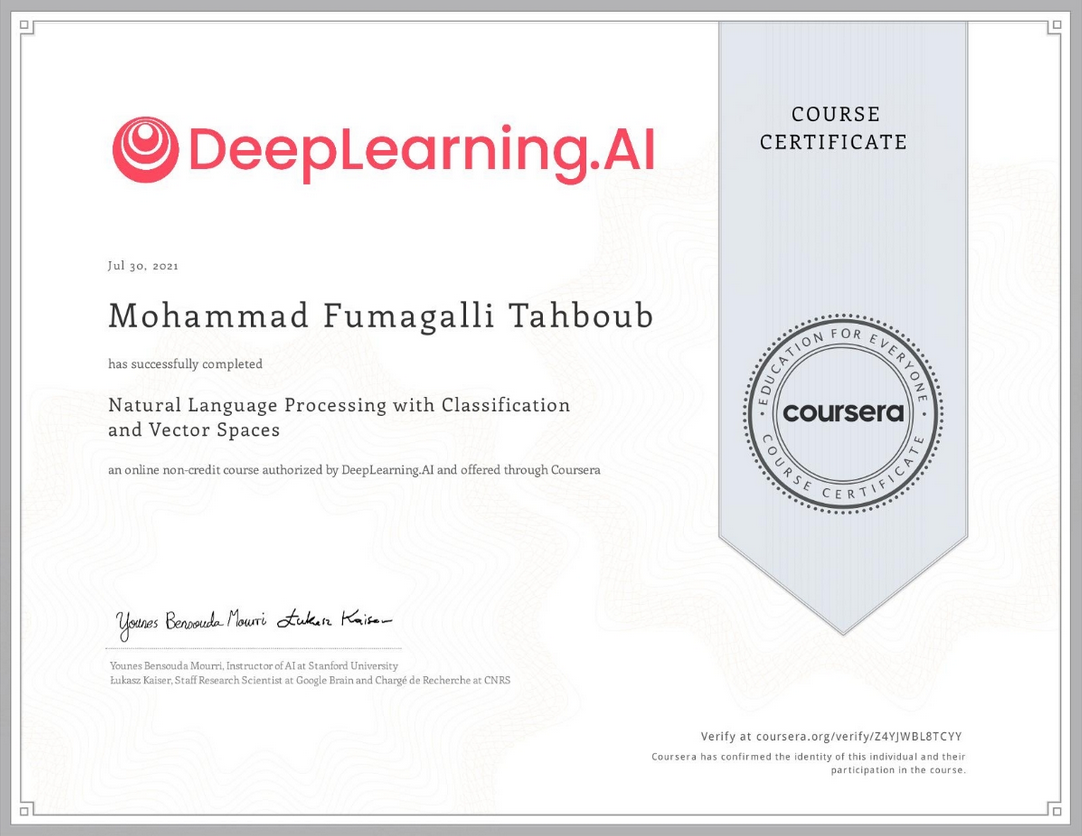 DeepLearning.AI
COURSE
CERTIFICATE
Jul 30, 2021
Mohammad Fumagalli Tahboub
has successfully completed
Natural Language Processing with Classification
and Vector Spaces
an online non-credit course authorized by DeepLearning.AI and offered through Coursera
EDUCATION FOR EVERYONE
coursera
COURSE CERTIFICATE
Younes Bensouda Mourri Łukasz Kaiser
Younes Bensouda Mourri, Instructor of AI at Stanford University
Łukasz Kaiser, Staff Research Scientist at Google Brain and Chargé de Recherche at CNRS
Verify at coursera.org/verify/Z4YJWBL8TCYY
Coursera has confirmed the identity of this individual and their
participation in the course.